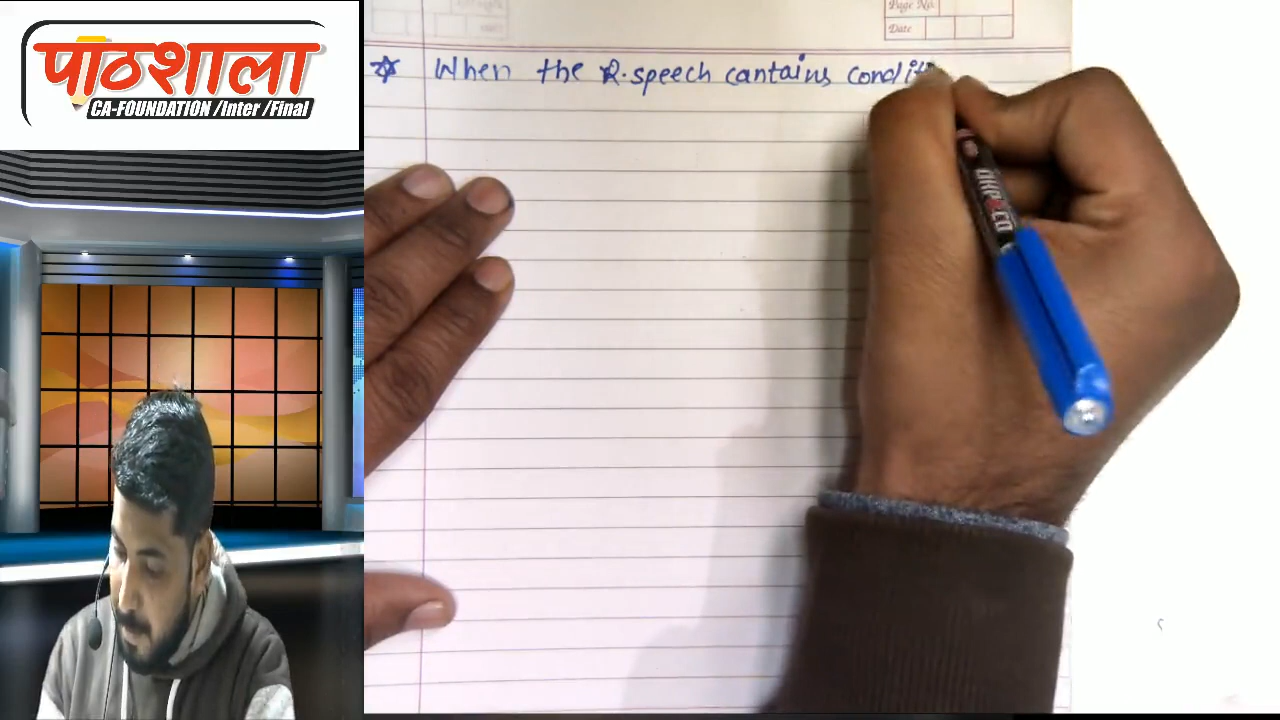 पाठशाला
CA-FOUNDATION /Inter /Final
Page No.
Date
☆ When the R.speech cantains condit